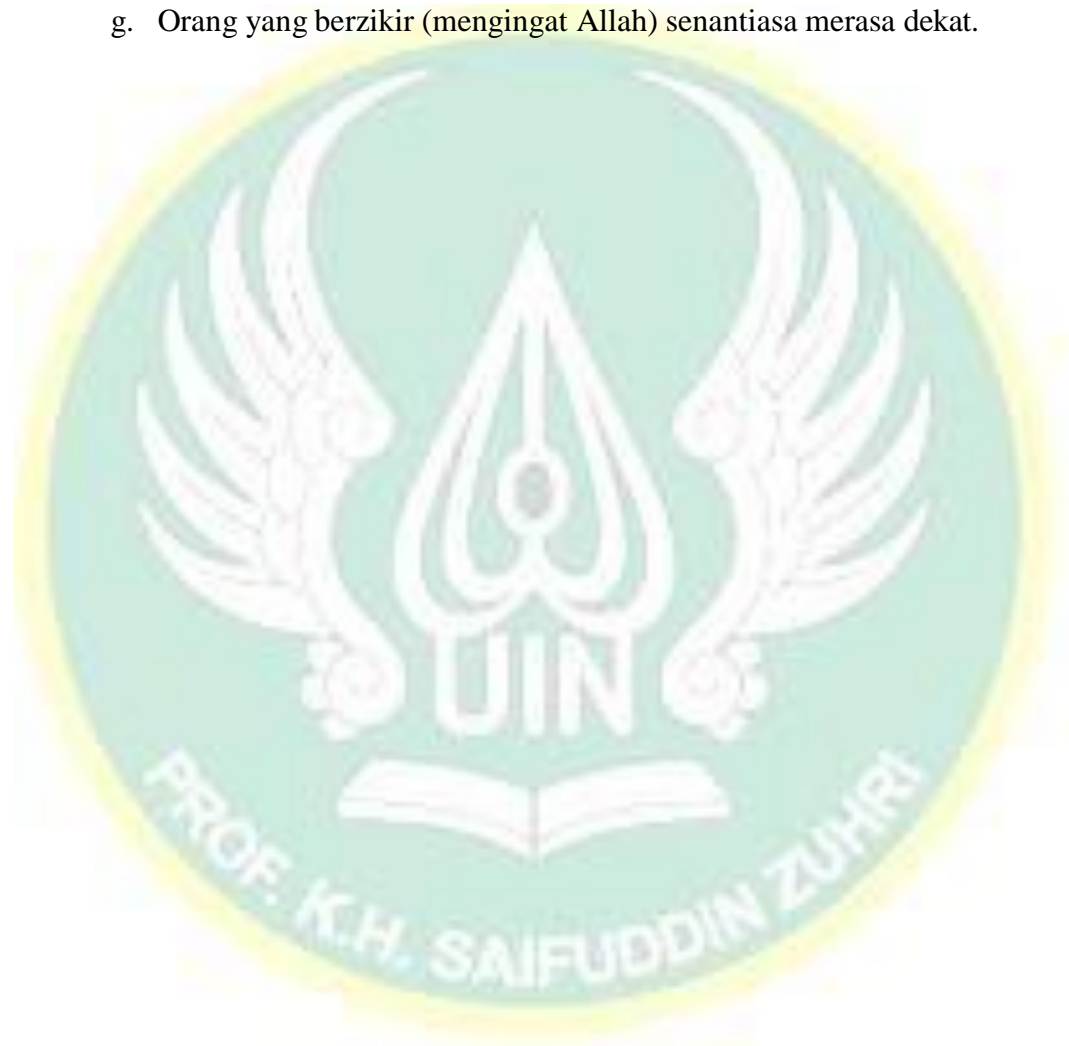 g. Orang yang berzikir (mengingat Allah) senantiasa merasa dekat.
UIN
PROF. K.H. SAIFUDDIN ZUHRI